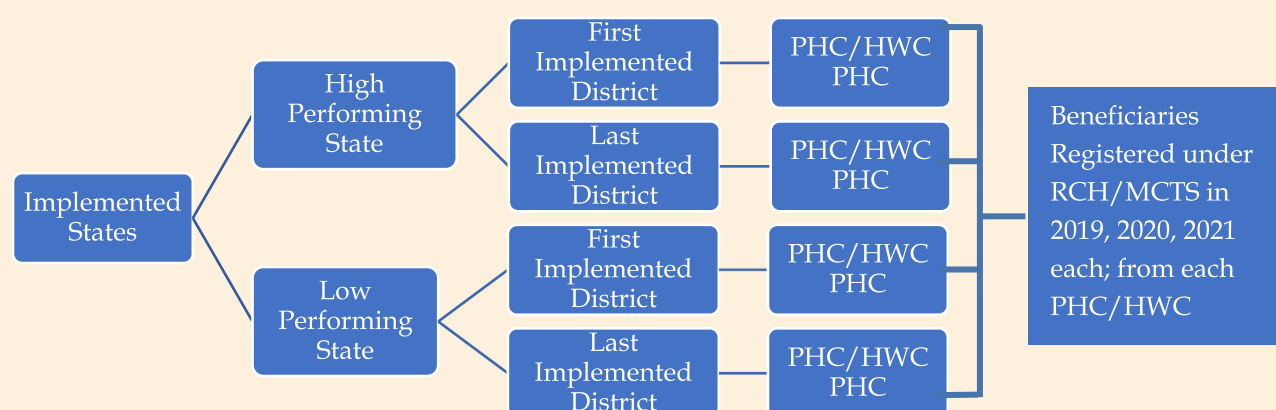 Implemented
States
High
Performing
State
Low
Performing
State
First
Implemented
District
Last
Implemented
District
First
Implemented
District
Last
Implemented
District
PHC/HWC
PHC
PHC/HWC
PHC
PHC/HWC
PHC
PHC/HWC
PHC
Beneficiaries
Registered under
RCH/MCTS in
2019, 2020, 2021
each; from each
PHC/HWC